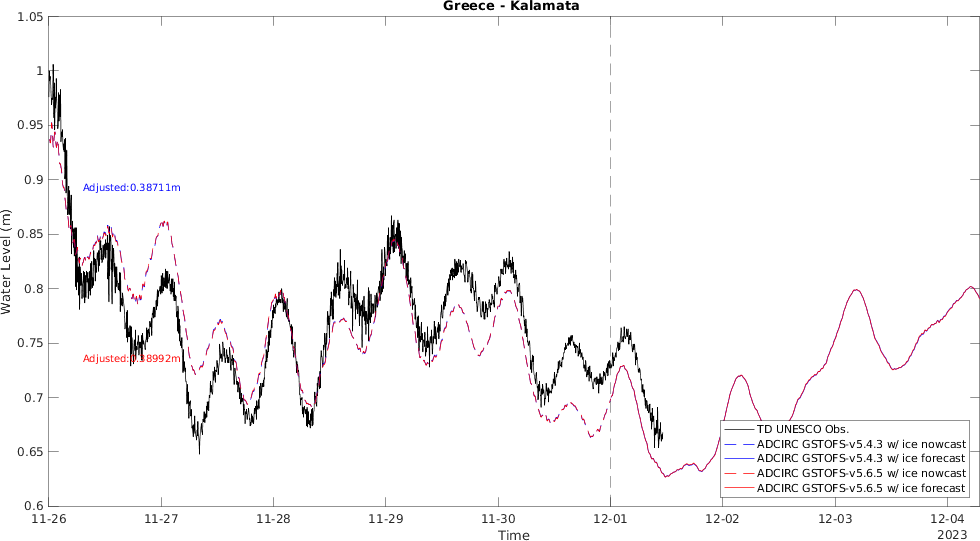 Greece - Kalamata
1.05
1
0.95
0.9
0.85
0.8
0.75
0.7
0.65
0.6
Water Level (m)
Adjusted:0.38711m
Adjusted:0.38992m
TD UNESCO Obs.
ADCIRC GSTOFS-v5.4.3 w/ ice nowcast
ADCIRC GSTOFS-v5.4.3 w/ ice forecast
ADCIRC GSTOFS-v5.6.5 w/ ice nowcast
ADCIRC GSTOFS-v5.6.5 w/ ice forecast
11-26 11-27 11-28 11-29 11-30 12-01 12-02 12-03 12-04
Time
2023